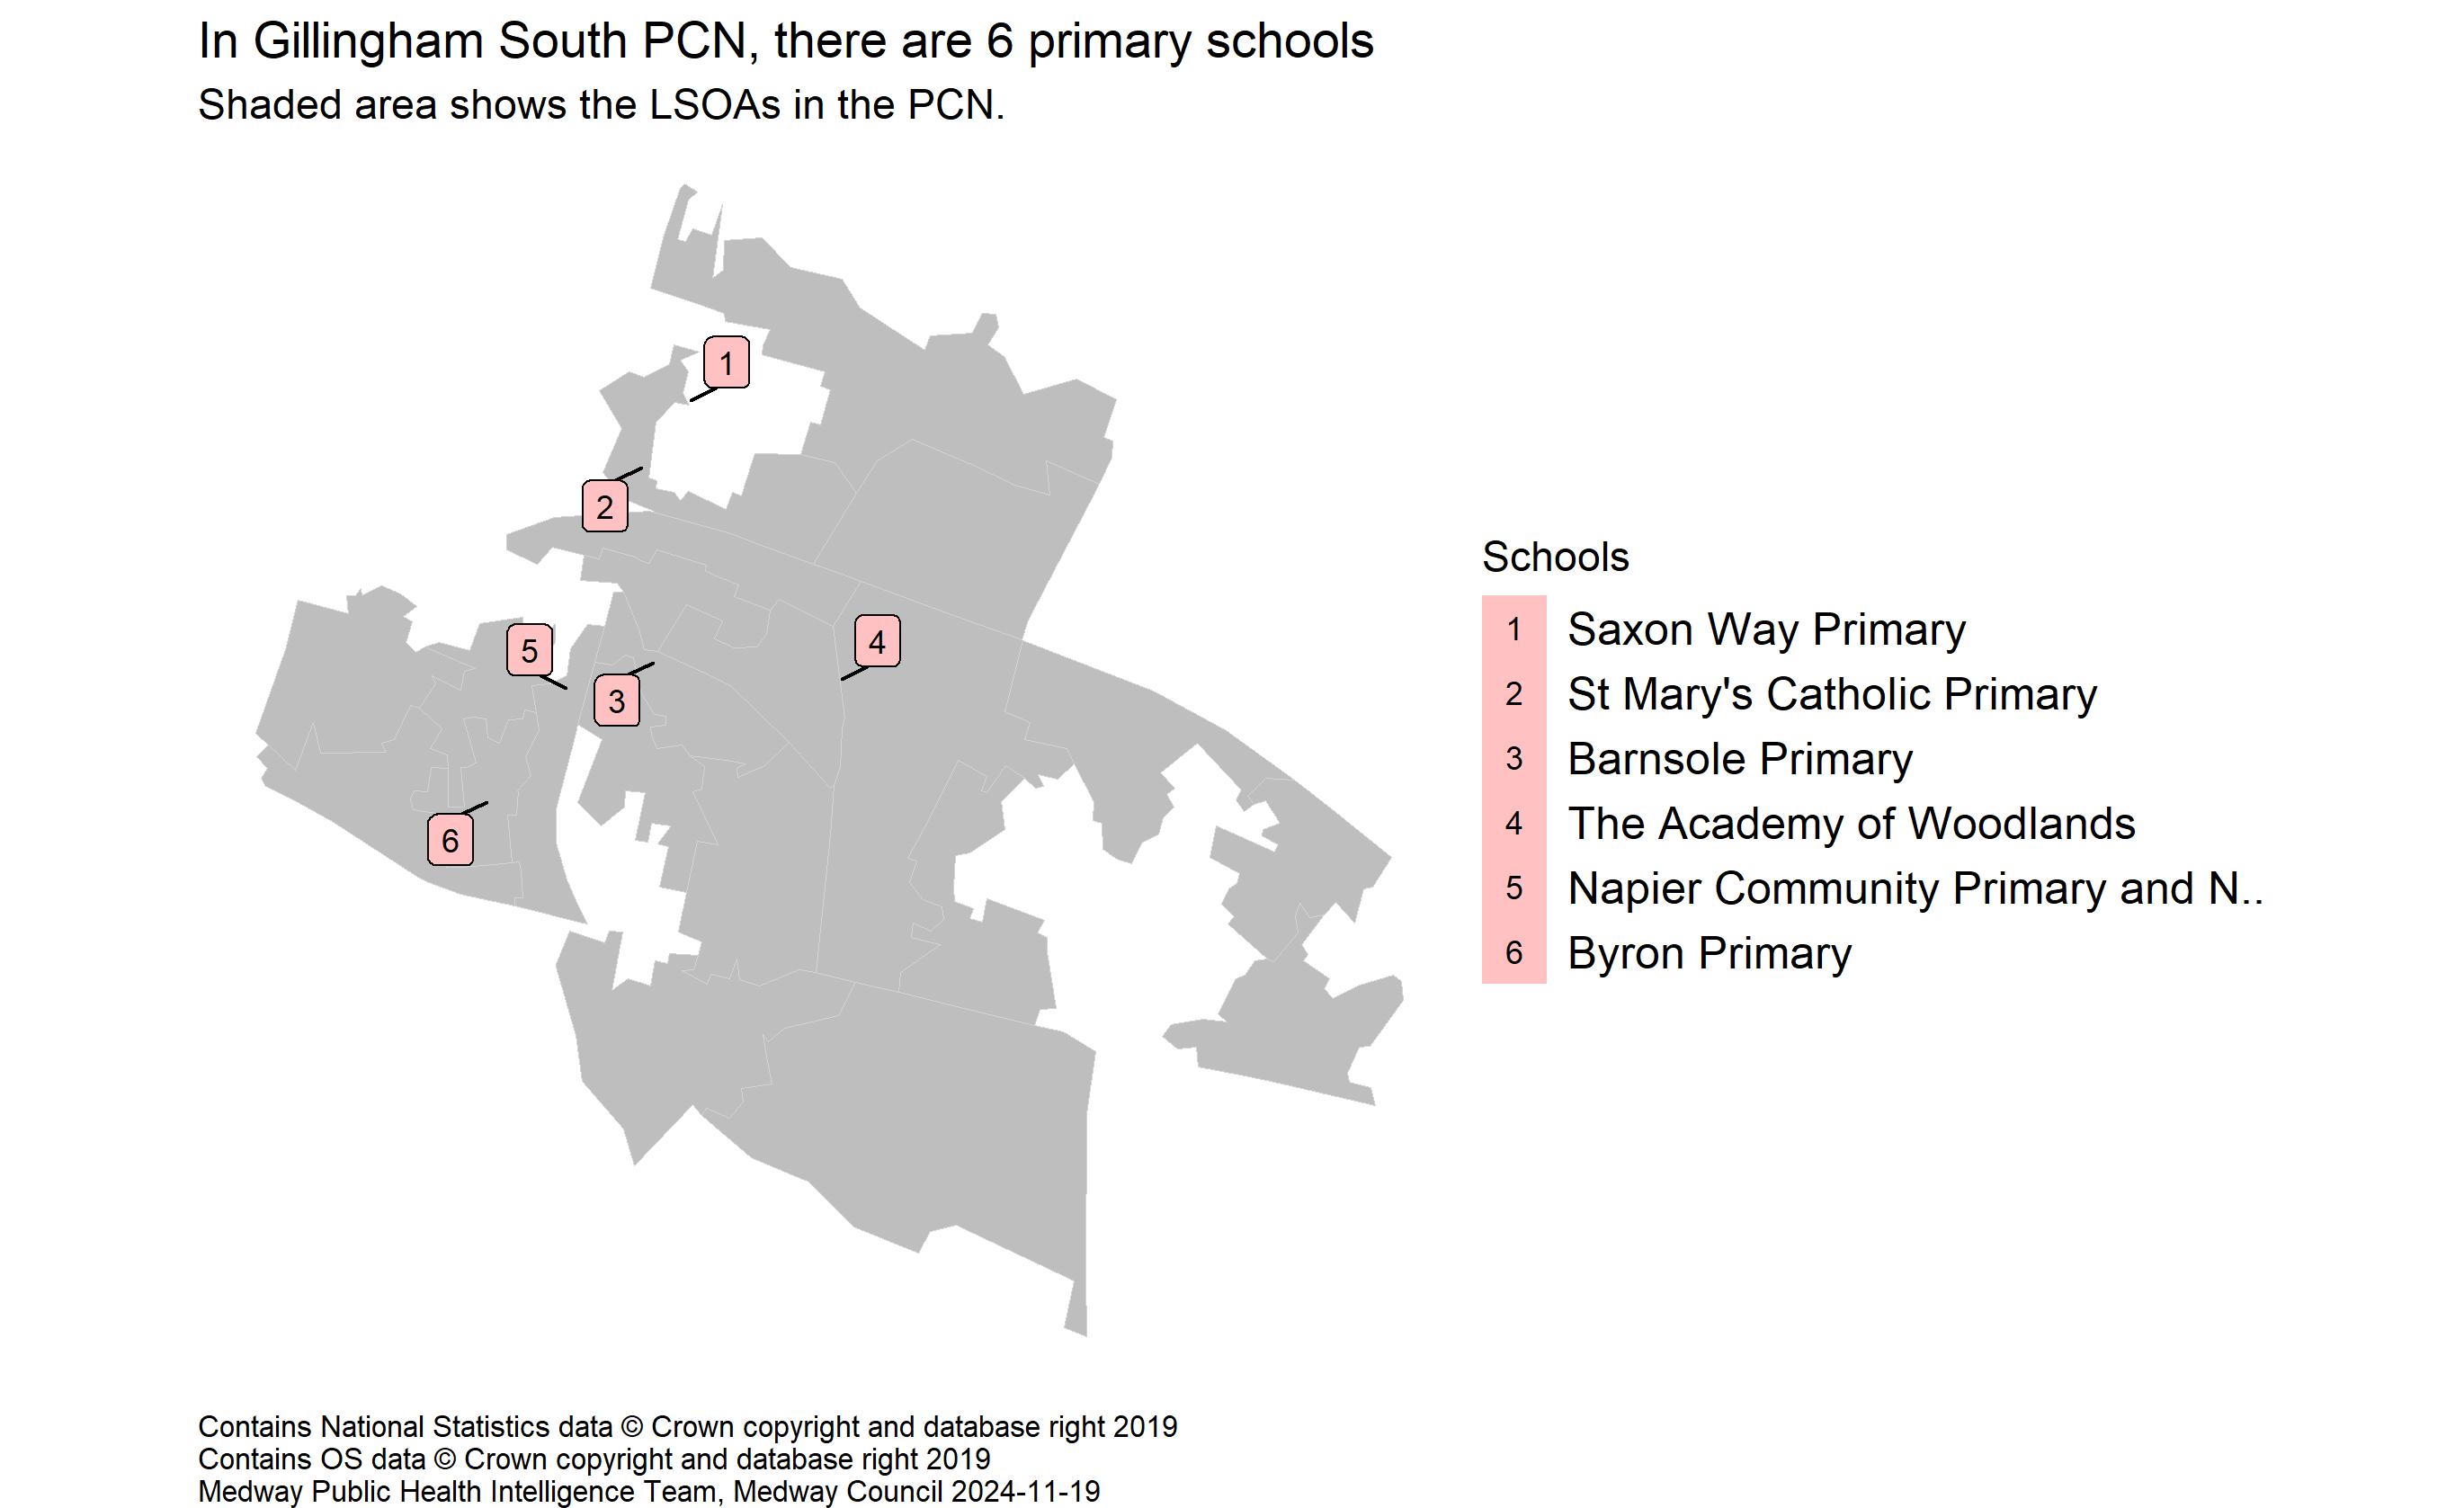 In Gillingham South PCN, there are 6 primary schools
Shaded area shows the LSOAs in the PCN.
1
2
5
4
3
6
Schools
1 Saxon Way Primary
2 St Mary's Catholic Primary
3 Barnsole Primary
4 The Academy of Woodlands
5 Napier Community Primary and N..
6 Byron Primary
Contains National Statistics data © Crown copyright and database right 2019
Contains OS data © Crown copyright and database right 2019
Medway Public Health Intelligence Team, Medway Council 2024-11-19